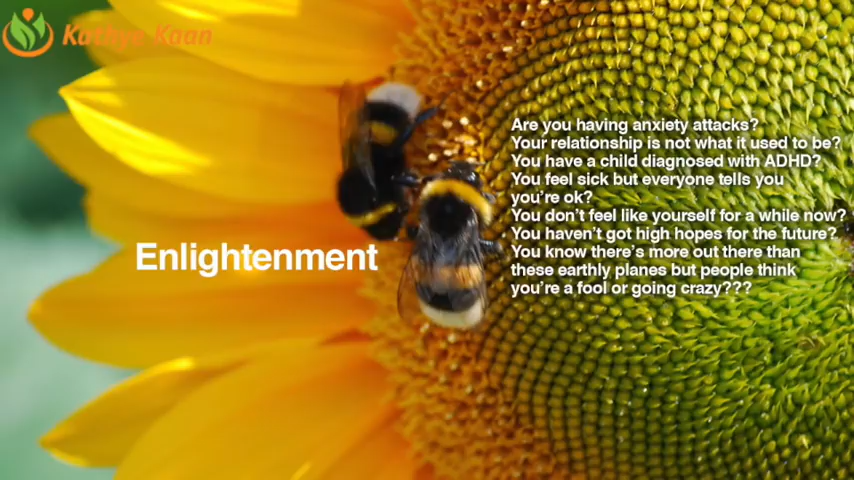 Kathya Kaan
Enlightenment
Are you having anxiety attacks?
Your relationship is not what it used to be?
You have a child diagnosed with ADHD?
You feel sick but everyone tells you
you're ok?
You don't feel like yourself for a while now?
You haven't got high hopes for the future?
You know there's more out there than
these earthly planes but people think
you're a fool or going crazy???